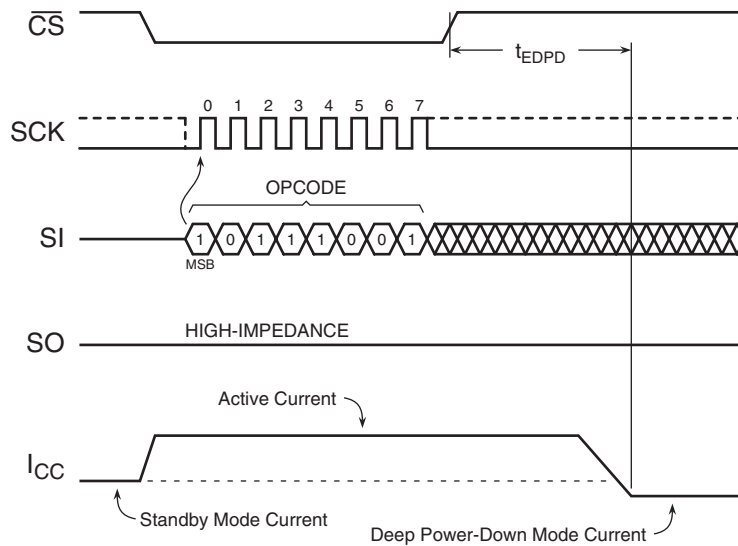 CS
tEDPD
0 1 2 3 4 5 6 7
SCK
OPCODE
SI
1 0 1 1 1 0 0 1
MSB
HIGH-IMPEDANCE
SO
Active Current
ICC
Standby Mode Current
Deep Power-Down Mode Current